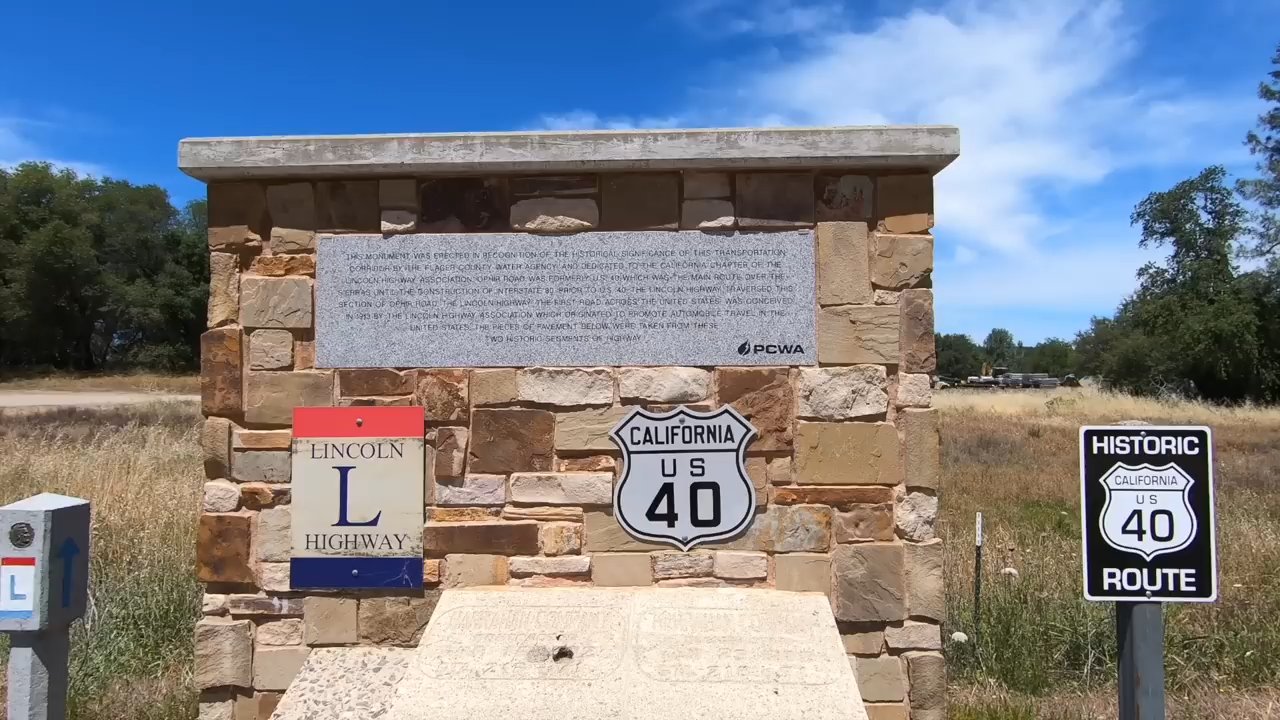 THIS MONUMENT WAS ERECTED IN RECOGNITION OF THE HISTORICAL SIGNIFICANCE OF THIS TRANSPORTATION
CORRIDOR BY THE PLACER COUNTY WATER AGENCY AND DEDICATED TO THE CALIFORNIA CHAPTER OF THE
LINCOLN HIGHWAY ASSOCIATION. OPHIR ROAD WAS FORMERLY U.S. 40 WHICH WAS THE MAIN ROUTE OVER THE
SIERRAS UNTIL THE CONSTRUCTION OF INTERSTATE 80. PRIOR TO U.S. 40, THE LINCOLN HIGHWAY TRAVERSED THIS
SECTION OF OPHIR ROAD. THE LINCOLN HIGHWAY, THE FIRST ROAD ACROSS THE UNITED STATES, WAS CONCEIVED
IN 1913 BY THE LINCOLN HIGHWAY ASSOCIATION WHICH ORIGINATED TO PROMOTE AUTOMOBILE TRAVEL IN THE
UNITED STATES. THE PIECES OF PAVEMENT BELOW WERE TAKEN FROM THESE
TWO HISTORIC SEGMENTS OF HIGHWAY.
PCWA
LINCOLN
L
HIGHWAY
CALIFORNIA
US
40
HISTORIC
CALIFORNIA
US
40
ROUTE
L